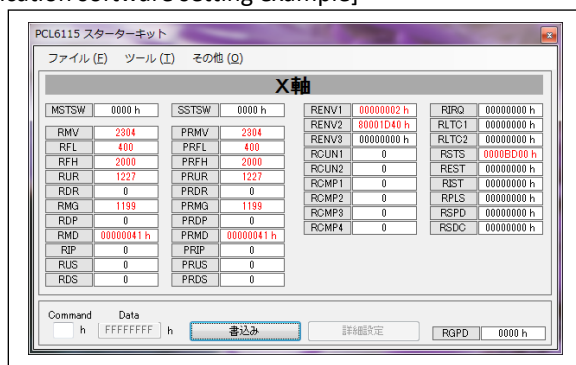 ication software setting example]
PCL6115 スターターキット
ファイル (F) ツール (T) その他 (O)
X軸
MSTSW 0000 h SSTSW 0000 h RENV1 00000002 h RIRQ 00000000 h
RENV2 80001D40 h RLTC1 00000000 h
RMV 2304 PRMV 2304 RENV3 00000000 h RLTC2 00000000 h
RFL 400 PRFL 400 RCUN1 0 RSTS 0000BD00 h
RFH 2000 PRFH 2000 RCUN2 0 REST 00000000 h
RUR 1227 PRUR 1227 RCMP1 0 RIST 00000000 h
RDR 0 PRDR 0 RCMP2 0 RPLS 00000000 h
RMG 1199 PRMG 1199 RCMP3 0 RSPD 00000000 h
RDP 0 PRDP 0 RCMP4 0 RSDC 00000000 h
RMD 00000041 h PRMD 00000041 h
RIP 0 PRIP 0
RUS 0 PRUS 0
RDS 0 PRDS 0
Command Data
h FFFFFFFF h 書込み 詳細設定 RGPD 0000 h